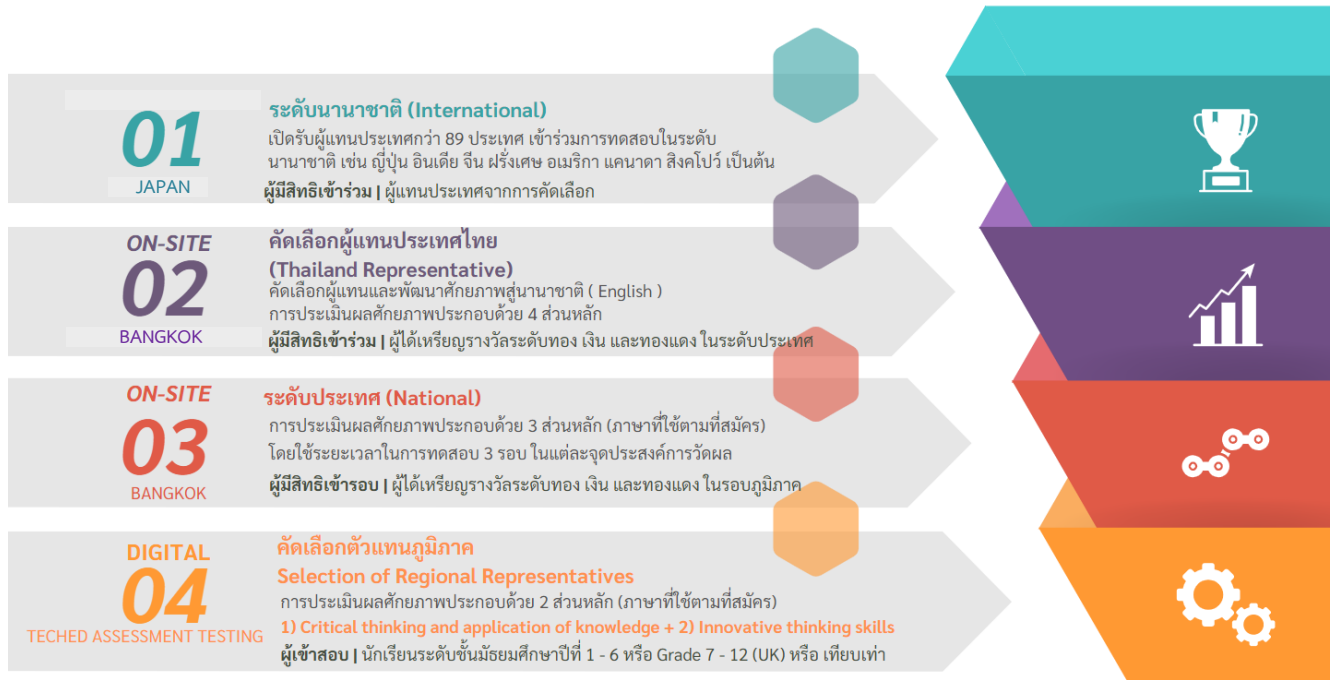 01
JAPAN
ระดับนานาชาติ (International)
เปิดรับผู้แทนประเทศกว่า 89 ประเทศ เข้าร่วมการทดสอบในระดับ
นานาชาติ เช่น ญี่ปุ่น อินเดีย จีน ฝรั่งเศษ อเมริกา แคนาดา สิงคโปว์ เป็นต้น
ผู้มีสิทธิเข้าร่วม | ผู้แทนประเทศจากการคัดเลือก
ON-SITE
02
BANGKOK
คัดเลือกผู้แทนประเทศไทย
(Thailand Representative)
คัดเลือกผู้แทนและพัฒนาศักยภาพสู่นานาชาติ ( English )
การประเมินผลศักยภาพประกอบด้วย 4 ส่วนหลัก
ผู้มีสิทธิเข้าร่วม | ผู้ได้เหรียญรางวัลระดับทอง เงิน และทองแดง ในระดับประเทศ
ON-SITE
03
BANGKOK
ระดับประเทศ (National)
การประเมินผลศักยภาพประกอบด้วย 3 ส่วนหลัก (ภาษาที่ใช้ตามที่สมัคร)
โดยใช้ระยะเวลาในการทดสอบ 3 รอบ ในแต่ละจุดประสงค์การวัดผล
ผู้มีสิทธิเข้ารอบ | ผู้ได้เหรียญรางวัลระดับทอง เงิน และทองแดง ในรอบภูมิภาค
DIGITAL
04
TECHED ASSESSMENT TESTING
คัดเลือกตัวแทนภูมิภาค
Selection of Regional Representatives
การประเมินผลศักยภาพประกอบด้วย 2 ส่วนหลัก (ภาษาที่ใช้ตามที่สมัคร)
1) Critical thinking and application of knowledge + 2) Innovative thinking skills
ผู้เข้าสอบ | นักเรียนระดับชั้นมัธยมศึกษาปีที่ 1 - 6 หรือ Grade 7 - 12 (UK) หรือ เทียบเท่า